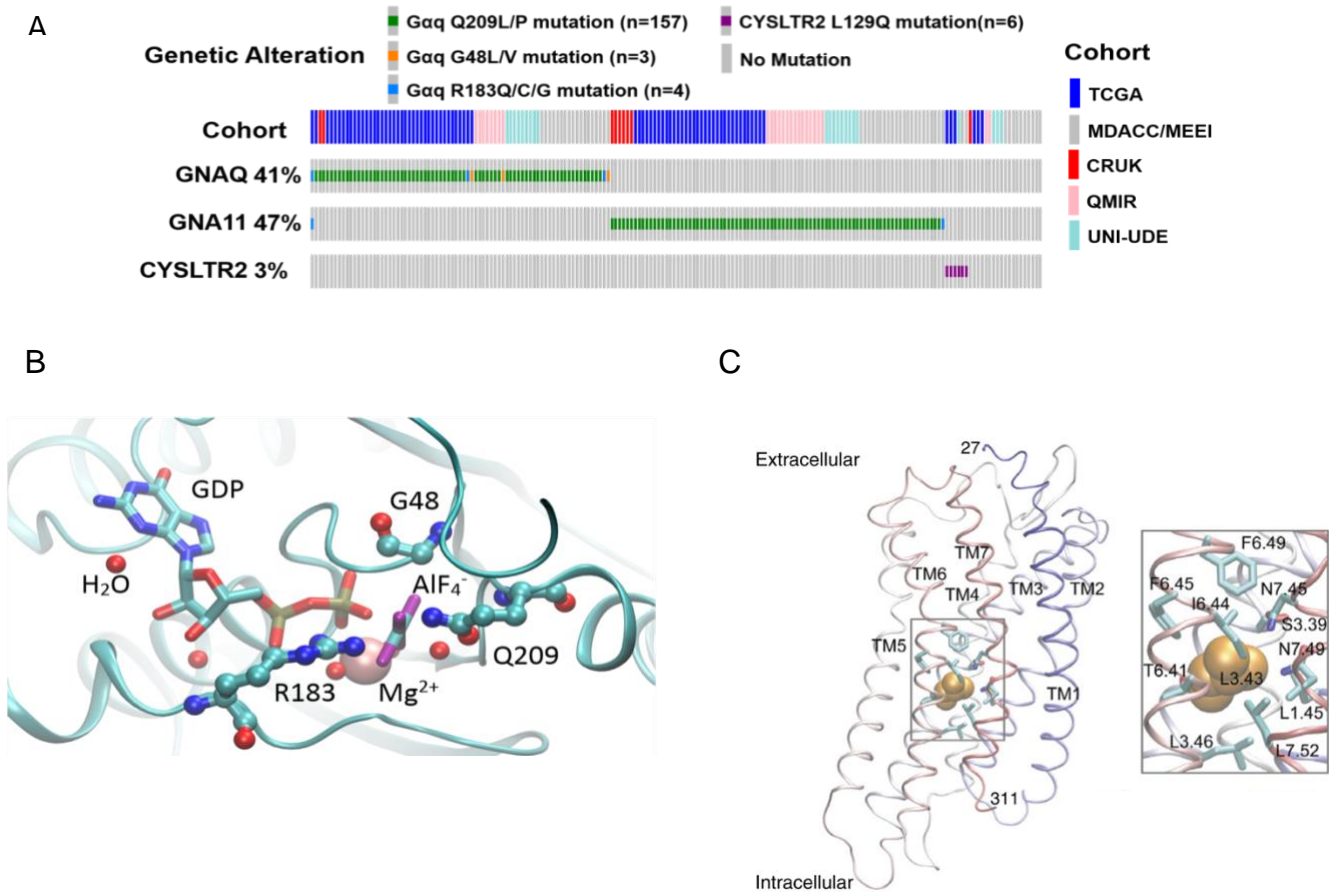 A
Genetic Alteration
Gαq Q209L/P mutation (n=157)
Gαq G48L/V mutation (n=3)
Gαq R183Q/C/G mutation (n=4)
CYSLTR2 L129Q mutation(n=6)
No Mutation
Cohort
GNAQ 41%
GNA11 47%
CYSLTR2 3%
Cohort
TCGA
MDACC/MEEI
CRUK
QMIR
UNI-UDE
B
GDP
H2O
G48
AlF4-
Q209
R183
Mg2+
C
Extracellular
27
TM7
TM6
TM4
TM3
TM2
TM5
TM1
311
Intracellular
F6.49
F6.45
N7.45
I6.44
S3.39
N7.49
T6.41
L3.43
L1.45
L3.46
L7.52